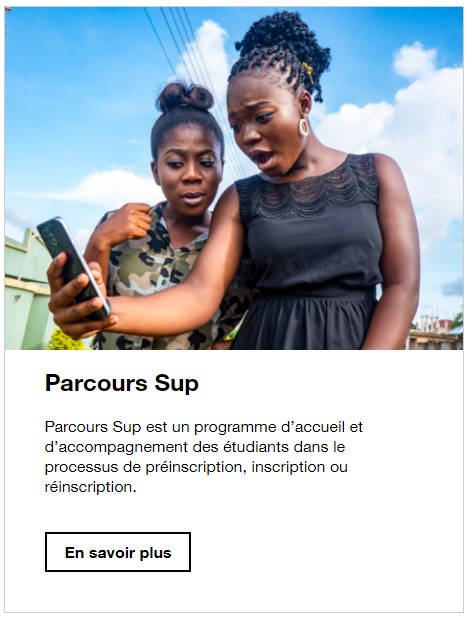 Parcours Sup
Parcours Sup est un programme d’accueil et
d’accompagnement des étudiants dans le
processus de préinscription, inscription ou
réinscription.
En savoir plus